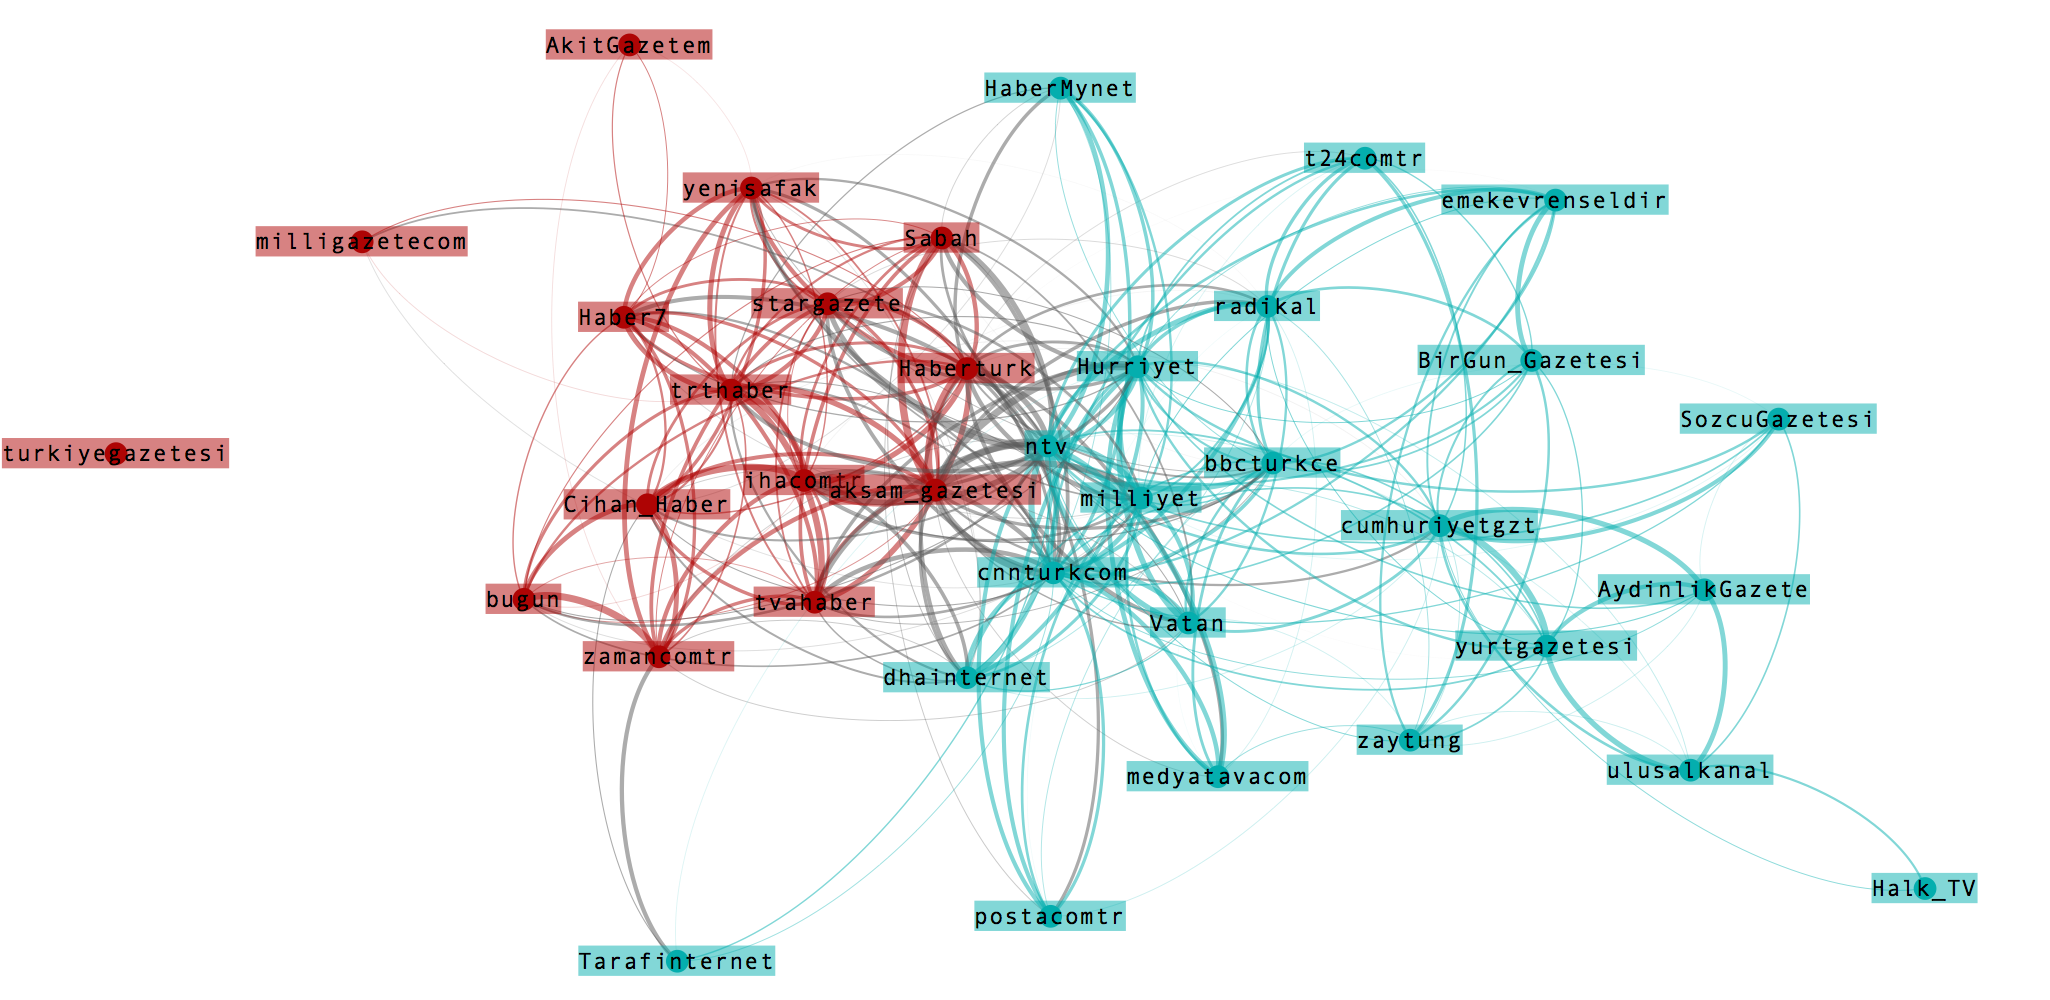 AkitGazetem
HaberMynet
t24comtr
yenisafak
emekevrenseldir
milligazetecom
Sabah
stargazete
radikal
Haber7
BirGun_Gazetesi
Haberturk
Hurriyet
trthaber
SozcuGazetesi
ntv
turkiyegazetesi
bbcturkce
ihacomtr
aksam_gazetesi
milliyet
Cihan_Haber
cumhuriyetgzt
cnnturkcom
AydinlikGazete
bugun
tvahaber
Vatan
yurtgazetesi
zamancomtr
dhainternet
zaytung
ulusalkanal
medyatavacom
Halk_TV
postacomtr
Tarafinternet